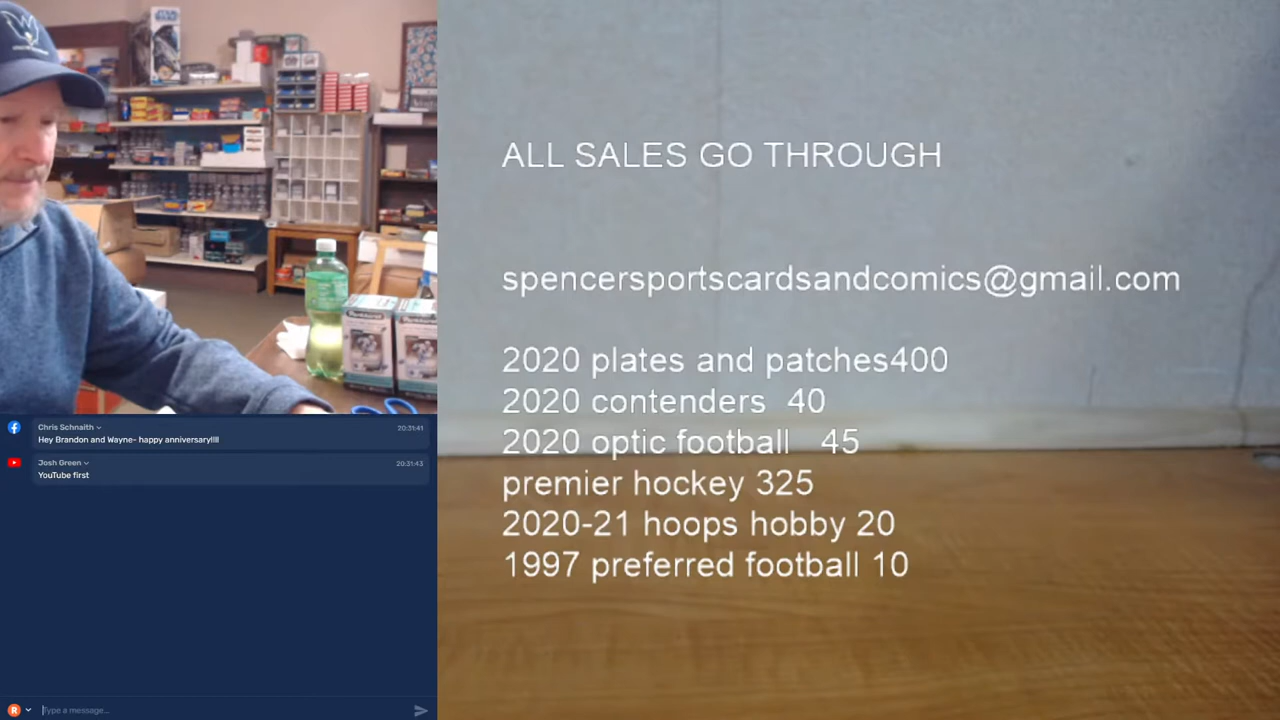 ALL SALES GO THROUGH
spencersportscardsandcomics@gmail.com
2020 plates and patches400
2020 contenders 40
2020 optic football 45
premier hockey 325
2020-21 hoops hobby 20
1997 preferred football 10
Chris Schnaith
20:31:41
Hey Brandon and Wayne- happy anniversary!!!!
Josh Green
20:31:43
YouTube first
R
Type a message...